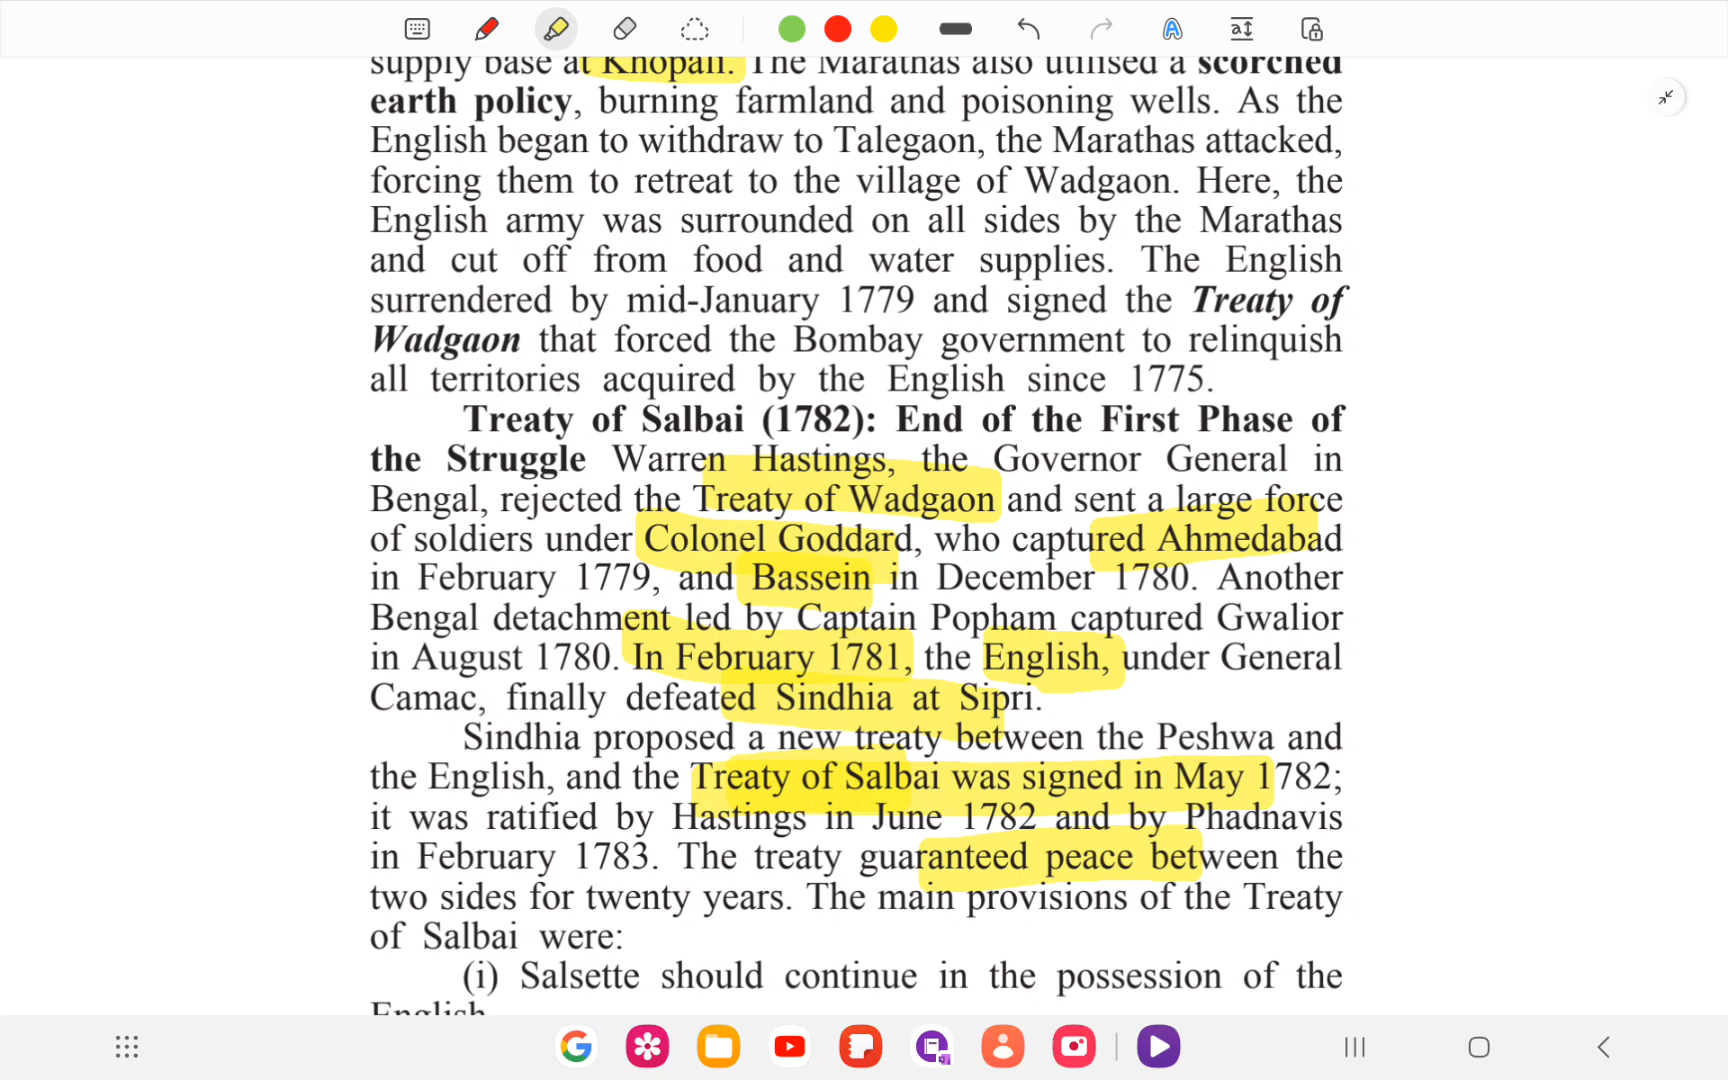 supply base at Khopali. The Marathas also utilised a scorched
earth policy, burning farmland and poisoning wells. As the
English began to withdraw to Talegaon, the Marathas attacked,
forcing them to retreat to the village of Wadgaon. Here, the
English army was surrounded on all sides by the Marathas
and cut off from food and water supplies. The English
surrendered by mid-January 1779 and signed the Treaty of
Wadgaon that forced the Bombay government to relinquish
all territories acquired by the English since 1775.
Treaty of Salbai (1782): End of the First Phase of
the Struggle Warren Hastings, the Governor General in
Bengal, rejected the Treaty of Wadgaon and sent a large force
of soldiers under Colonel Goddard, who captured Ahmedabad
in February 1779, and Bassein in December 1780. Another
Bengal detachment led by Captain Popham captured Gwalior
in August 1780. In February 1781, the English, under General
Camac, finally defeated Sindhia at Sipri.
Sindhia proposed a new treaty between the Peshwa and
the English, and the Treaty of Salbai was signed in May 1782;
it was ratified by Hastings in June 1782 and by Phadnavis
in February 1783. The treaty guaranteed peace between the
two sides for twenty years. The main provisions of the Treaty
of Salbai were:
(i) Salsette should continue in the possession of the
English